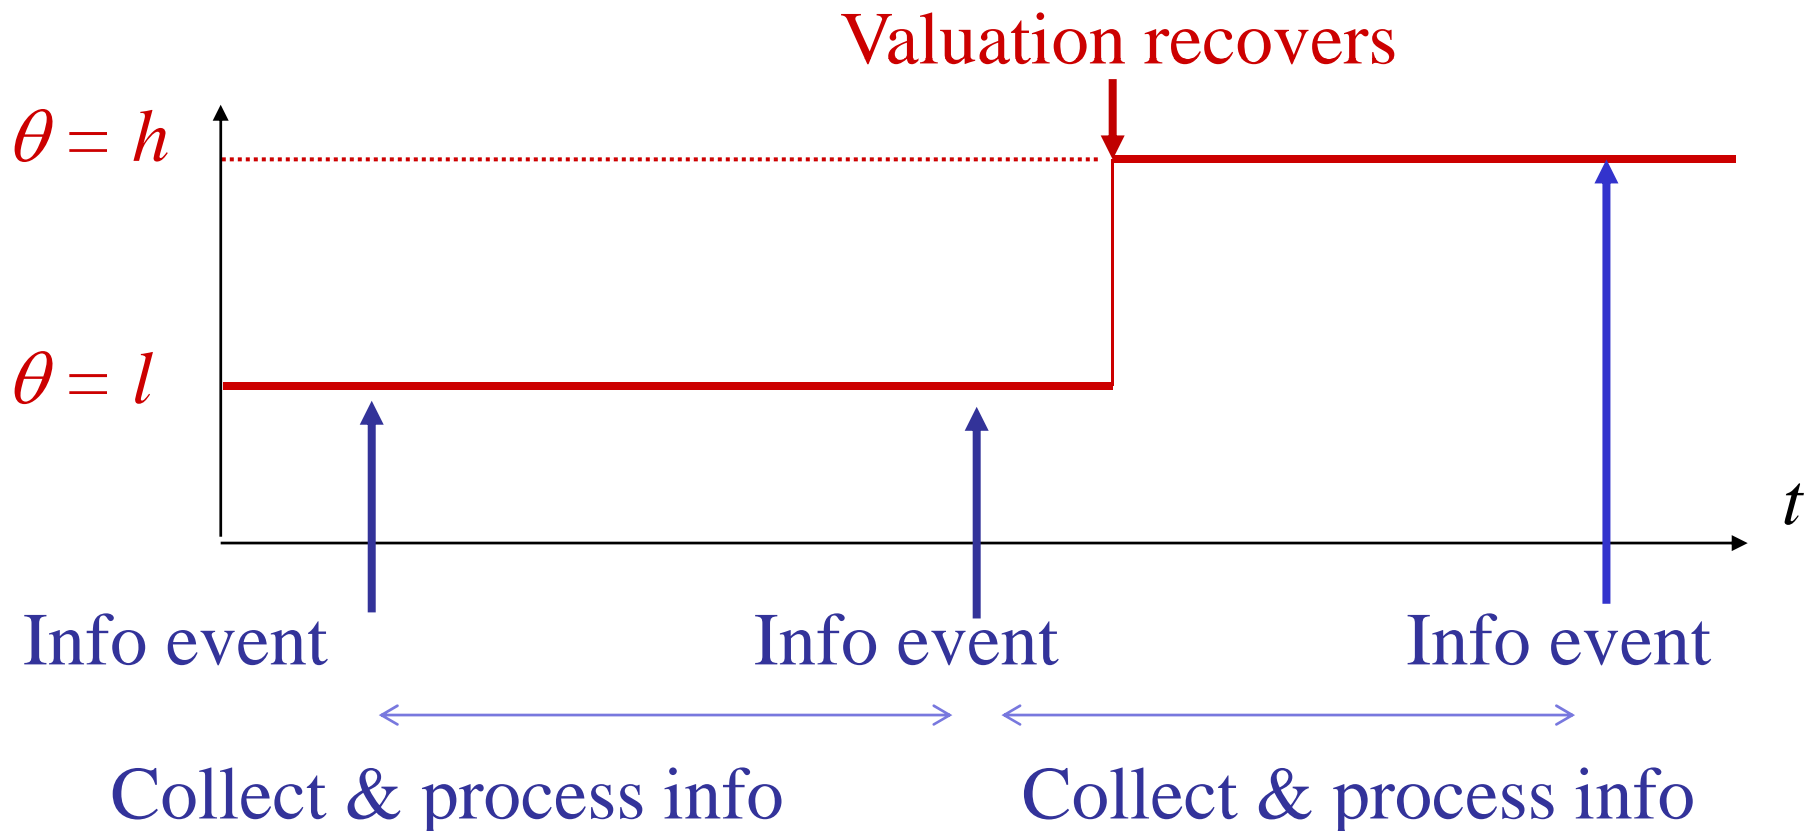 Valuation recovers
θ = h
θ = l
t
Info event
Info event
Info event
Collect & process info
Collect & process info